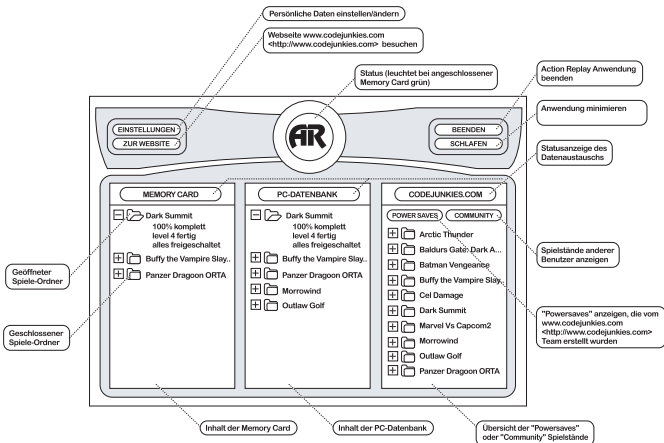 Persönliche Daten einstellen/ändern
Webseite www.codejunkies.com
<http://www.codejunkies.com> besuchen
Status (leuchtet bei angeschlossener
Memory Card grün)
Action Replay Anwendung
beenden
Anwendung minimieren
Statusanzeige des
Datenaustauschs
EINSTELLUNGEN
ZUR WEBSITE
AR
BEENDEN
SCHLAFEN
MEMORY CARD
Dark Summit
100% komplett
level 4 fertig
alles freigeschaltet
Buffy the Vampire Slay..
Panzer Dragoon ORTA
PC-DATENBANK
Dark Summit
100% komplett
level 4 fertig
alles freigeschaltet
Buffy the Vampire Slay..
Panzer Dragoon ORTA
Morrowind
Outlaw Golf
CODEJUNKIES.COM
POWER SAVES
COMMUNITY
Arctic Thunder
Baldurs Gate: Dark A...
Batman Vengeance
Buffy the Vampire Slay..
Cel Damage
Dark Summit
Marvel Vs Capcom2
Morrowind
Outlaw Golf
Panzer Dragoon ORTA
Geöffneter
Spiele-Ordner
Geschlossener
Spiele-Ordner
Spielstände anderer
Benutzer anzeigen
"Powersaves" anzeigen, die vom
www.codejunkies.com
<http://www.codejunkies.com>
Team erstellt wurden
Inhalt der Memory Card
Inhalt der PC-Datenbank
Übersicht der "Powersaves"
oder "Community" Spielstände